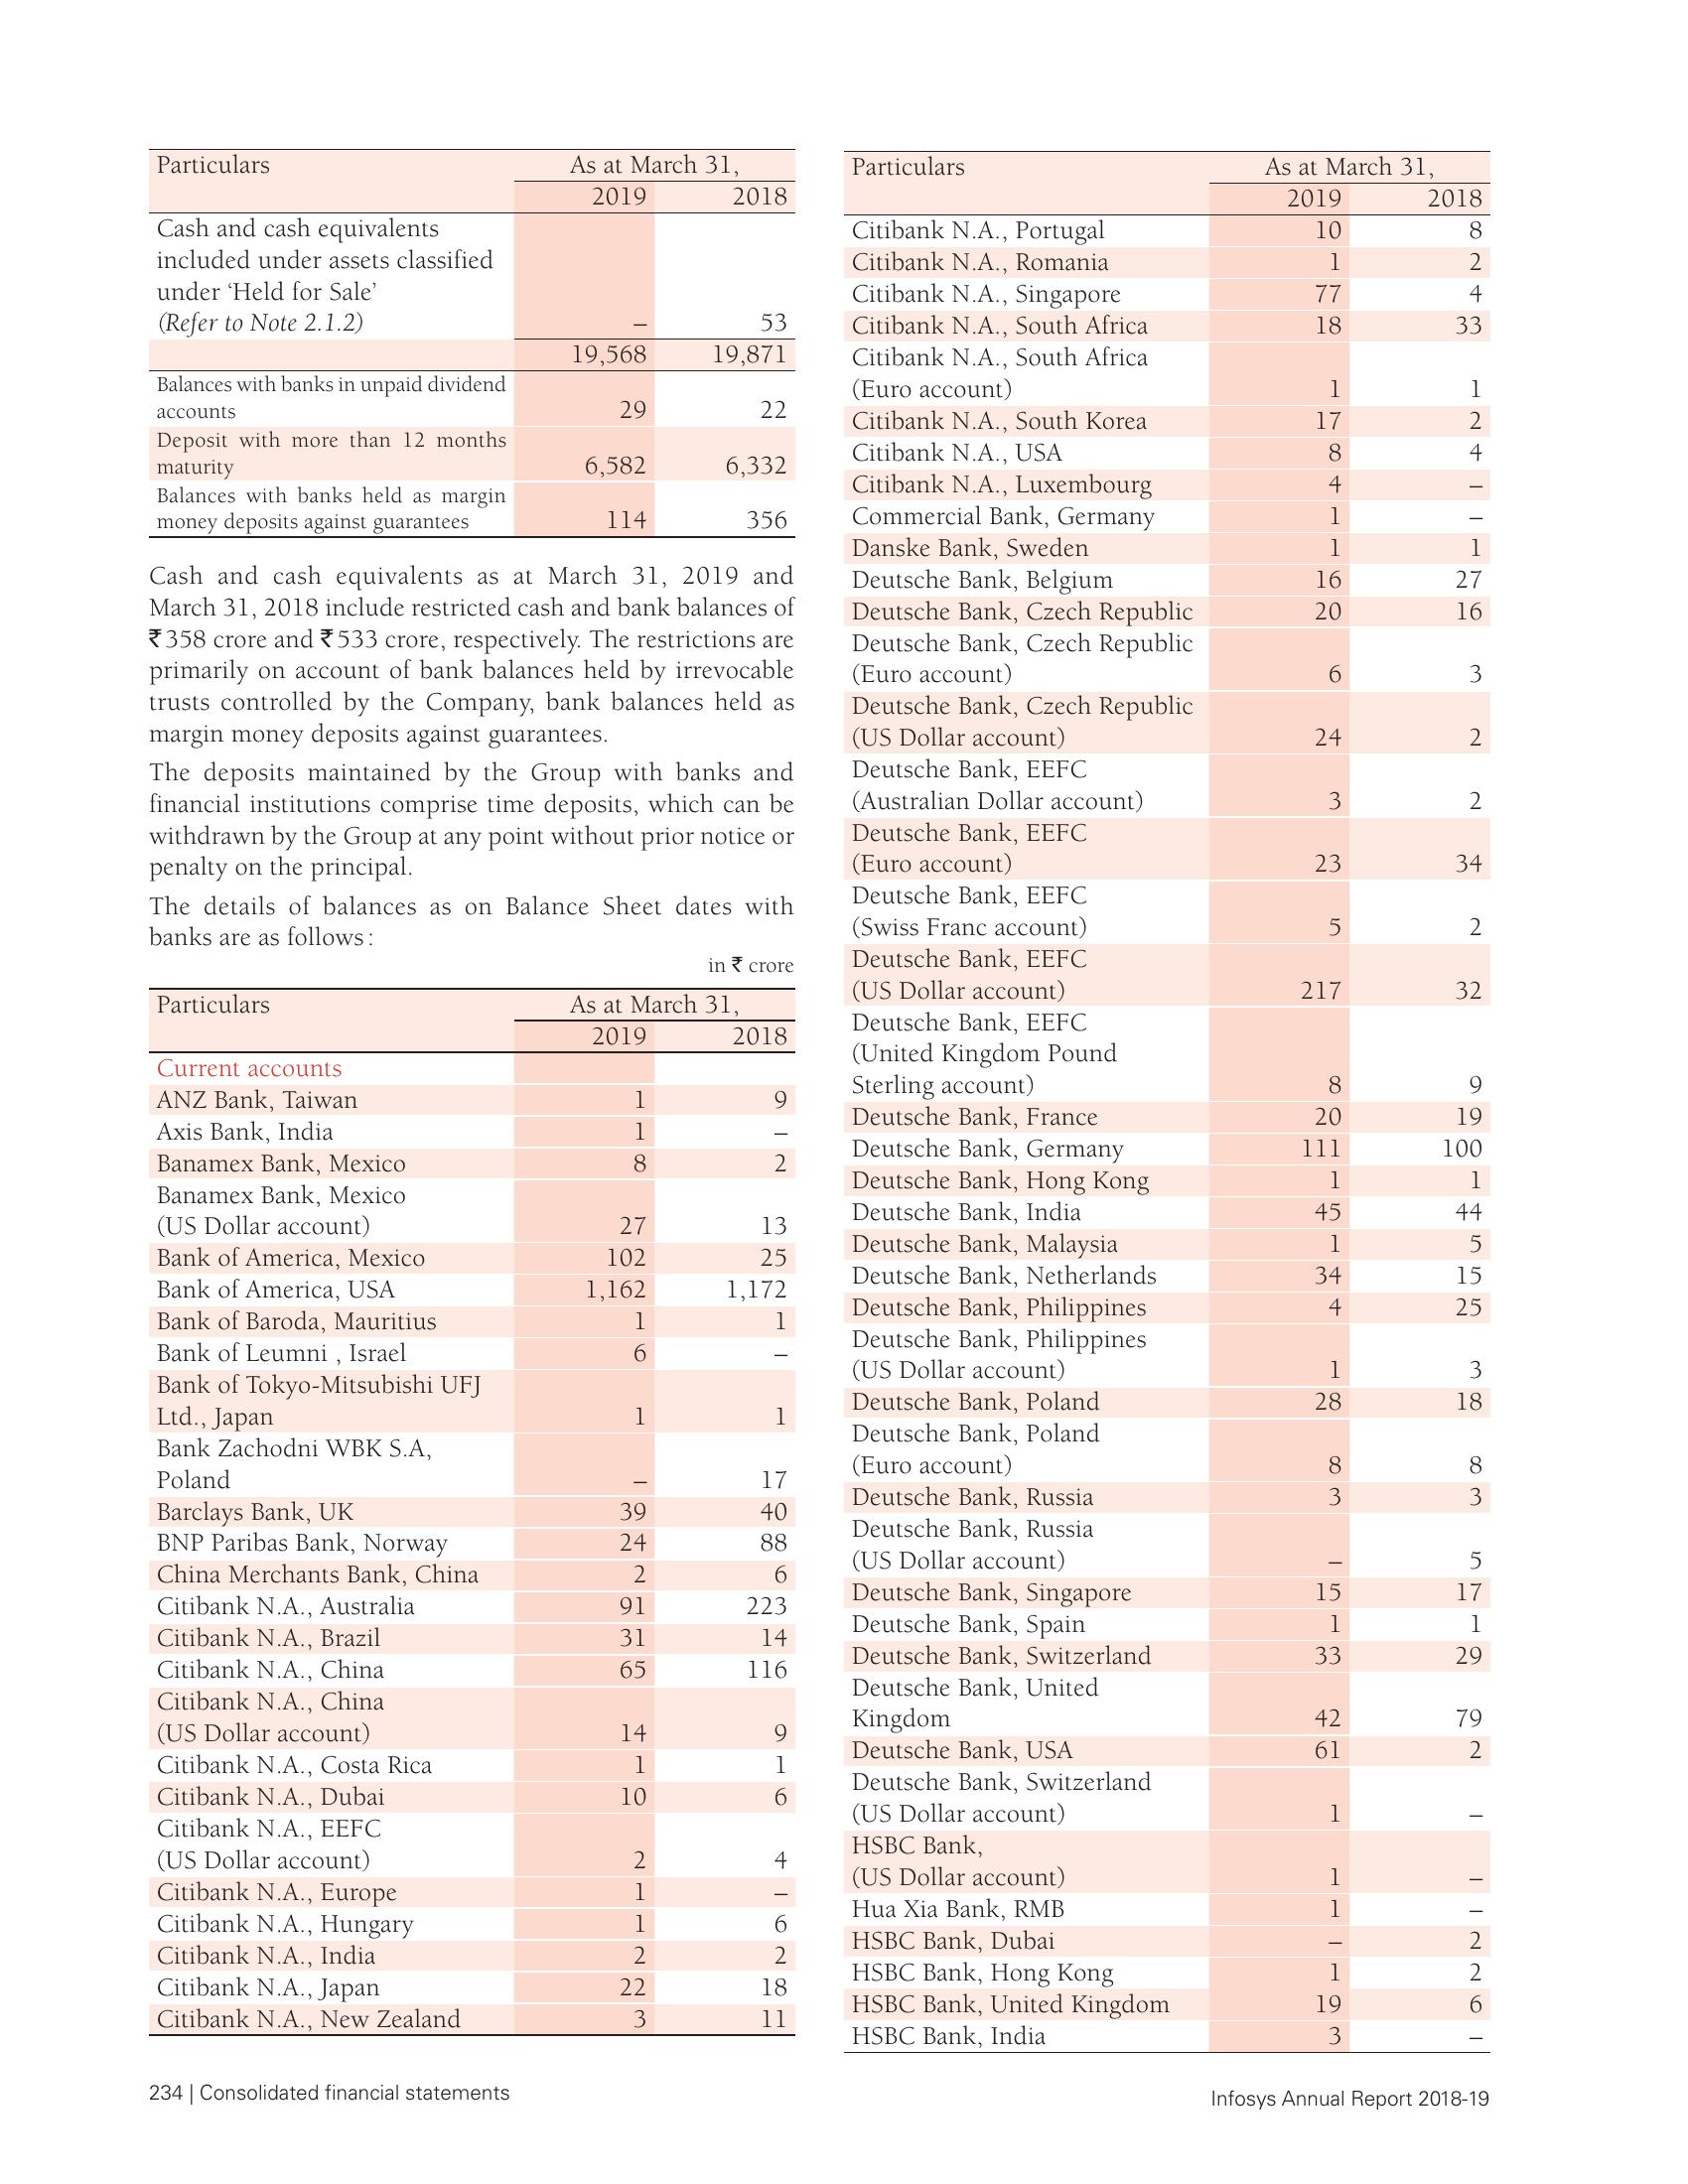 Particulars As at March 31,
2019 2018
Cash and cash equivalents
included under assets classified
under ‘Held for Sale’
(Refer to Note 2.1.2) – 53
19,568 19,871
Balances with banks in unpaid dividend
accounts 29 22
Deposit with more than 12 months
maturity 6,582 6,332
Balances with banks held as margin
money deposits against guarantees 114 356
Cash and cash equivalents as at March 31, 2019 and
March 31, 2018 include restricted cash and bank balances of
₹ 358 crore and ₹ 533 crore, respectively. The restrictions are
primarily on account of bank balances held by irrevocable
trusts controlled by the Company, bank balances held as
margin money deposits against guarantees.
The deposits maintained by the Group with banks and
financial institutions comprise time deposits, which can be
withdrawn by the Group at any point without prior notice or
penalty on the principal.
The details of balances as on Balance Sheet dates with
banks are as follows :
in ₹ crore
Particulars As at March 31,
2019 2018
Current accounts
ANZ Bank, Taiwan 1 9
Axis Bank, India 1 –
Banamex Bank, Mexico 8 2
Banamex Bank, Mexico
(US Dollar account) 27 13
Bank of America, Mexico 102 25
Bank of America, USA 1,162 1,172
Bank of Baroda, Mauritius 1 1
Bank of Leumni , Israel 6 –
Bank of Tokyo-Mitsubishi UFJ
Ltd., Japan 1 1
Bank Zachodni WBK S.A,
Poland – 17
Barclays Bank, UK 39 40
BNP Paribas Bank, Norway 24 88
China Merchants Bank, China 2 6
Citibank N.A., Australia 91 223
Citibank N.A., Brazil 31 14
Citibank N.A., China 65 116
Citibank N.A., China
(US Dollar account) 14 9
Citibank N.A., Costa Rica 1 1
Citibank N.A., Dubai 10 6
Citibank N.A., EEFC
(US Dollar account) 2 4
Citibank N.A., Europe 1 –
Citibank N.A., Hungary 1 6
Citibank N.A., India 2 2
Citibank N.A., Japan 22 18
Citibank N.A., New Zealand 3 11
Particulars As at March 31,
2019 2018
Citibank N.A., Portugal 10 8
Citibank N.A., Romania 1 2
Citibank N.A., Singapore 77 4
Citibank N.A., South Africa 18 33
Citibank N.A., South Africa
(Euro account) 1 1
Citibank N.A., South Korea 17 2
Citibank N.A., USA 8 4
Citibank N.A., Luxembourg 4 –
Commercial Bank, Germany 1 –
Danske Bank, Sweden 1 1
Deutsche Bank, Belgium 16 27
Deutsche Bank, Czech Republic 20 16
Deutsche Bank, Czech Republic
(Euro account) 6 3
Deutsche Bank, Czech Republic
(US Dollar account) 24 2
Deutsche Bank, EEFC
(Australian Dollar account) 3 2
Deutsche Bank, EEFC
(Euro account) 23 34
Deutsche Bank, EEFC
(Swiss Franc account) 5 2
Deutsche Bank, EEFC
(US Dollar account) 217 32
Deutsche Bank, EEFC
(United Kingdom Pound
Sterling account) 8 9
Deutsche Bank, France 20 19
Deutsche Bank, Germany 111 100
Deutsche Bank, Hong Kong 1 1
Deutsche Bank, India 45 44
Deutsche Bank, Malaysia 1 5
Deutsche Bank, Netherlands 34 15
Deutsche Bank, Philippines 4 25
Deutsche Bank, Philippines
(US Dollar account) 1 3
Deutsche Bank, Poland 28 18
Deutsche Bank, Poland
(Euro account) 8 8
Deutsche Bank, Russia 3 3
Deutsche Bank, Russia
(US Dollar account) – 5
Deutsche Bank, Singapore 15 17
Deutsche Bank, Spain 1 1
Deutsche Bank, Switzerland 33 29
Deutsche Bank, United
Kingdom 42 79
Deutsche Bank, USA 61 2
Deutsche Bank, Switzerland
(US Dollar account) 1 –
HSBC Bank,
(US Dollar account) 1 –
Hua Xia Bank, RMB 1 –
HSBC Bank, Dubai – 2
HSBC Bank, Hong Kong 1 2
HSBC Bank, United Kingdom 19 6
HSBC Bank, India 3 –
234 | Consolidated financial statements
Infosys Annual Report 2018-19